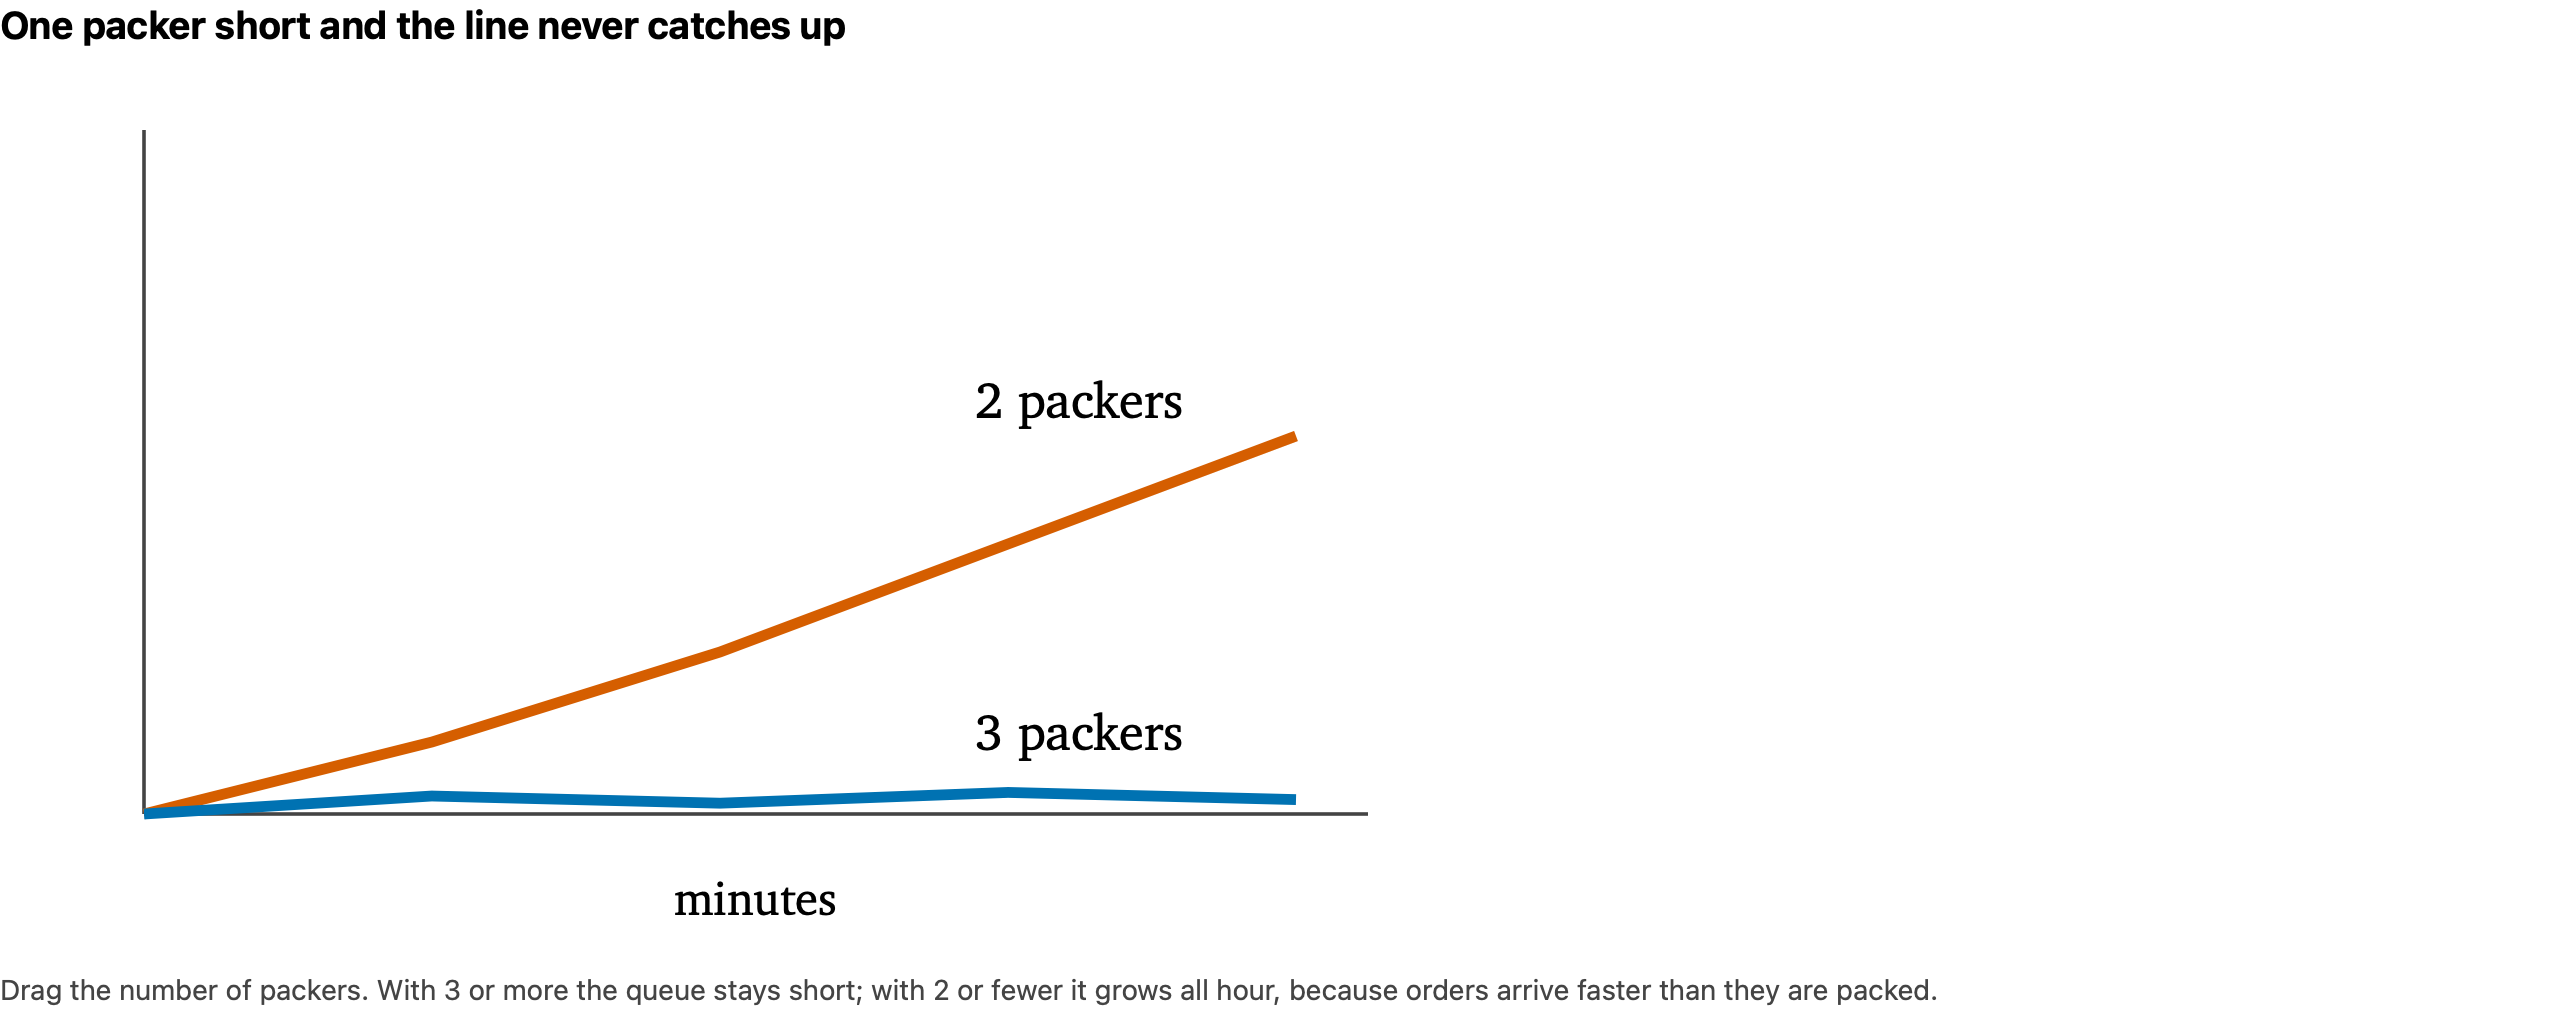 One packer short and the line never catches up
2 packers
3 packers
minutes
Drag the number of packers. With 3 or more the queue stays short; with 2 or fewer it grows all hour, because orders arrive faster than they are packed.